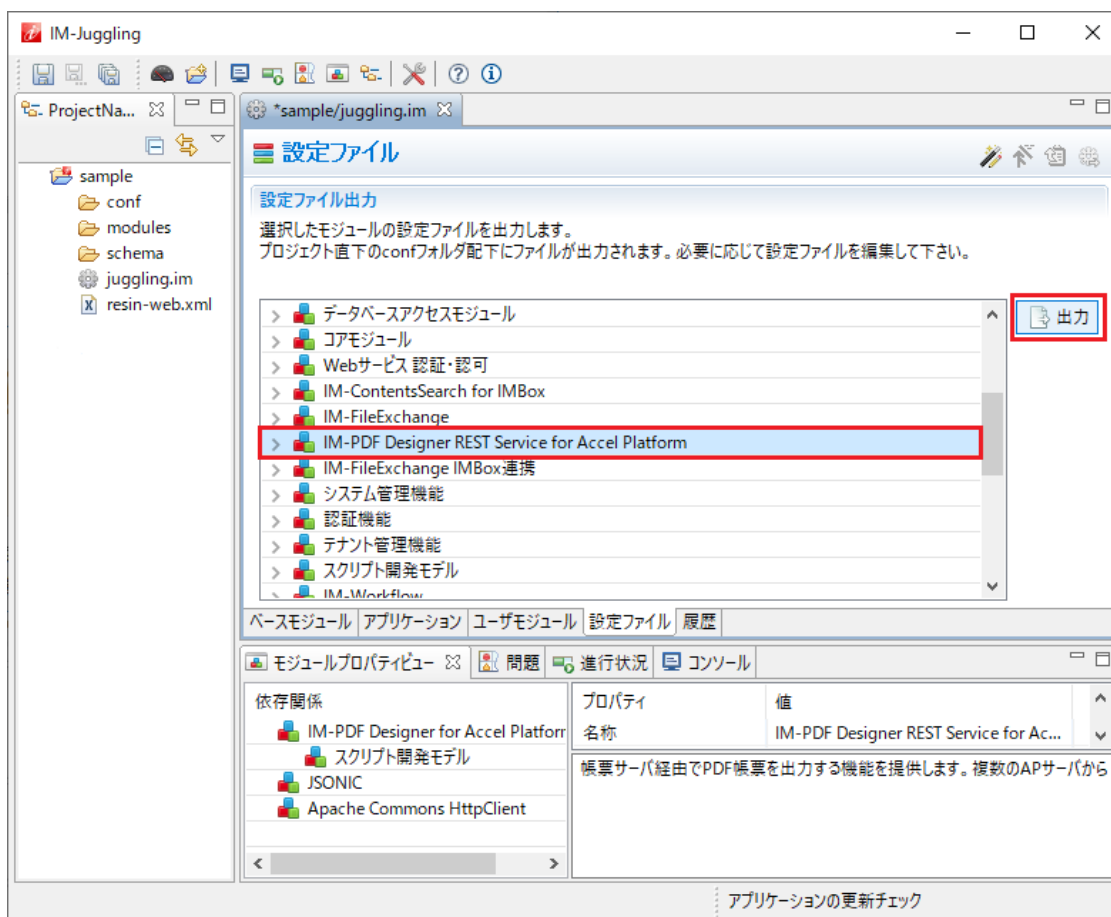 IM-Juggling
ProjectNa...
sample
conf
modules
schema
juggling.im
resin-web.xml
*sample/juggling.im
設定ファイル
設定ファイル出力
選択したモジュールの設定ファイルを出力します。
プロジェクト直下のconfフォルダ配下にファイルが出力されます。必要に応じて設定ファイルを編集して下さい。
データベースアクセスモジュール
コアモジュール
Webサービス 認証・認可
IM-ContentsSearch for IMBox
IM-FileExchange
IM-PDF Designer REST Service for Accel Platform
IM-FileExchange IMBox連携
システム管理機能
認証機能
テナント管理機能
スクリプト開発モデル
IM-Workflow
出力
ベースモジュール アプリケーション ユーザモジュール 設定ファイル 履歴
モジュールプロパティビュー 問題 進行状況 コンソール
依存関係
IM-PDF Designer for Accel Platforr
スクリプト開発モデル
JSONIC
Apache Commons HttpClient
プロパティ 値
名称 IM-PDF Designer REST Service for Ac...
帳票サーバ経由でPDF帳票を出力する機能を提供します。複数のAPサーバから
アプリケーションの更新チェック